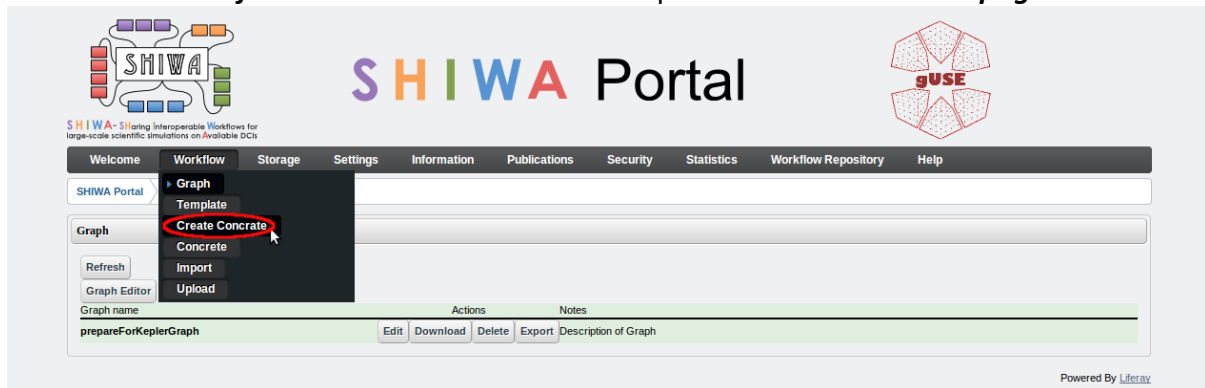 SHIWA
SHIWA Portal
gUSE
SHIWA-SHaring Interoperable Workflows for
large-scale scientific simulations on Available DCIs
Welcome Workflow Storage Settings Information Publications Security Statistics Workflow Repository Help
SHIWA Portal
Graph
Template
Create Concrate
Concrete
Import
Upload
Graph
Refresh
Graph Editor
Graph name Actions Notes
prepareForKeplerGraph Edit Download Delete Export Description of Graph
Powered By Liferay